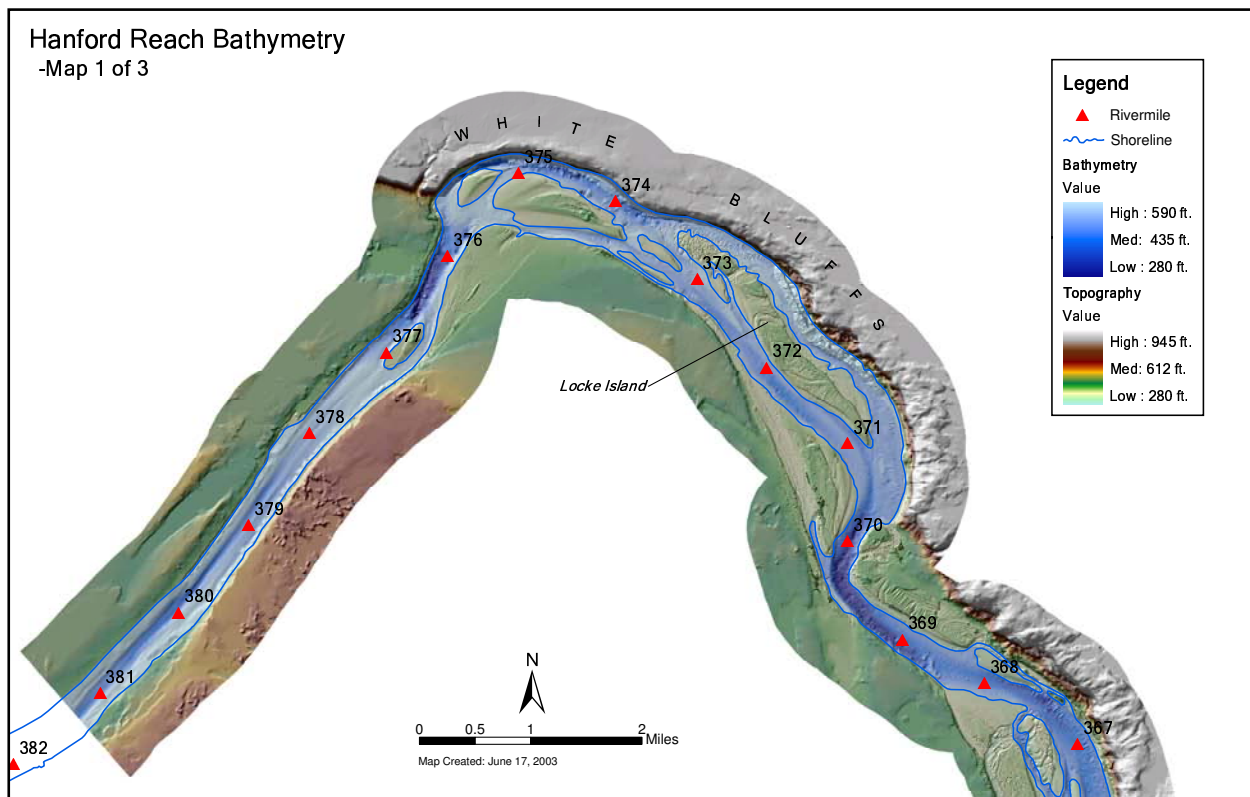 Hanford Reach Bathymetry
-Map 1 of 3
WHITE BLUFFS
375
374
376
373
377
372
Locke Island
378
371
379
370
380
369
381
368
382
367
Legend
Rivermile
Shoreline
Bathymetry
Value
High : 590 ft.
Med: 435 ft.
Low : 280 ft.
Topography
Value
High : 945 ft.
Med: 612 ft.
Low : 280 ft.
N
0 0.5 1 2
Miles
Map Created: June 17, 2003